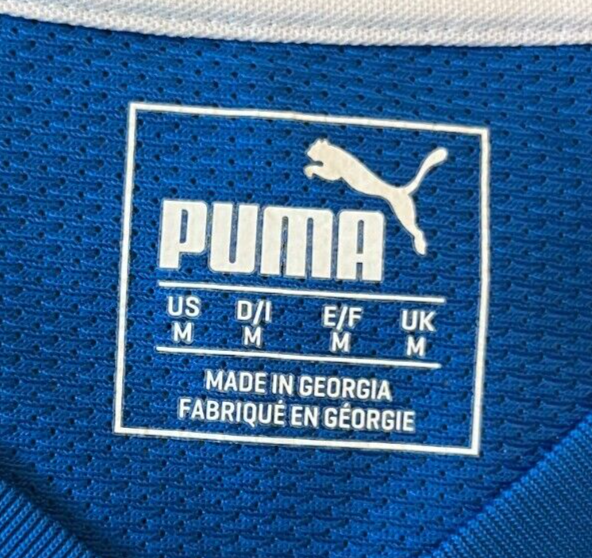 PUMA
US D/I E/F UK
M M M M
MADE IN GEORGIA
FABRIQUÉ EN GÉORGIE